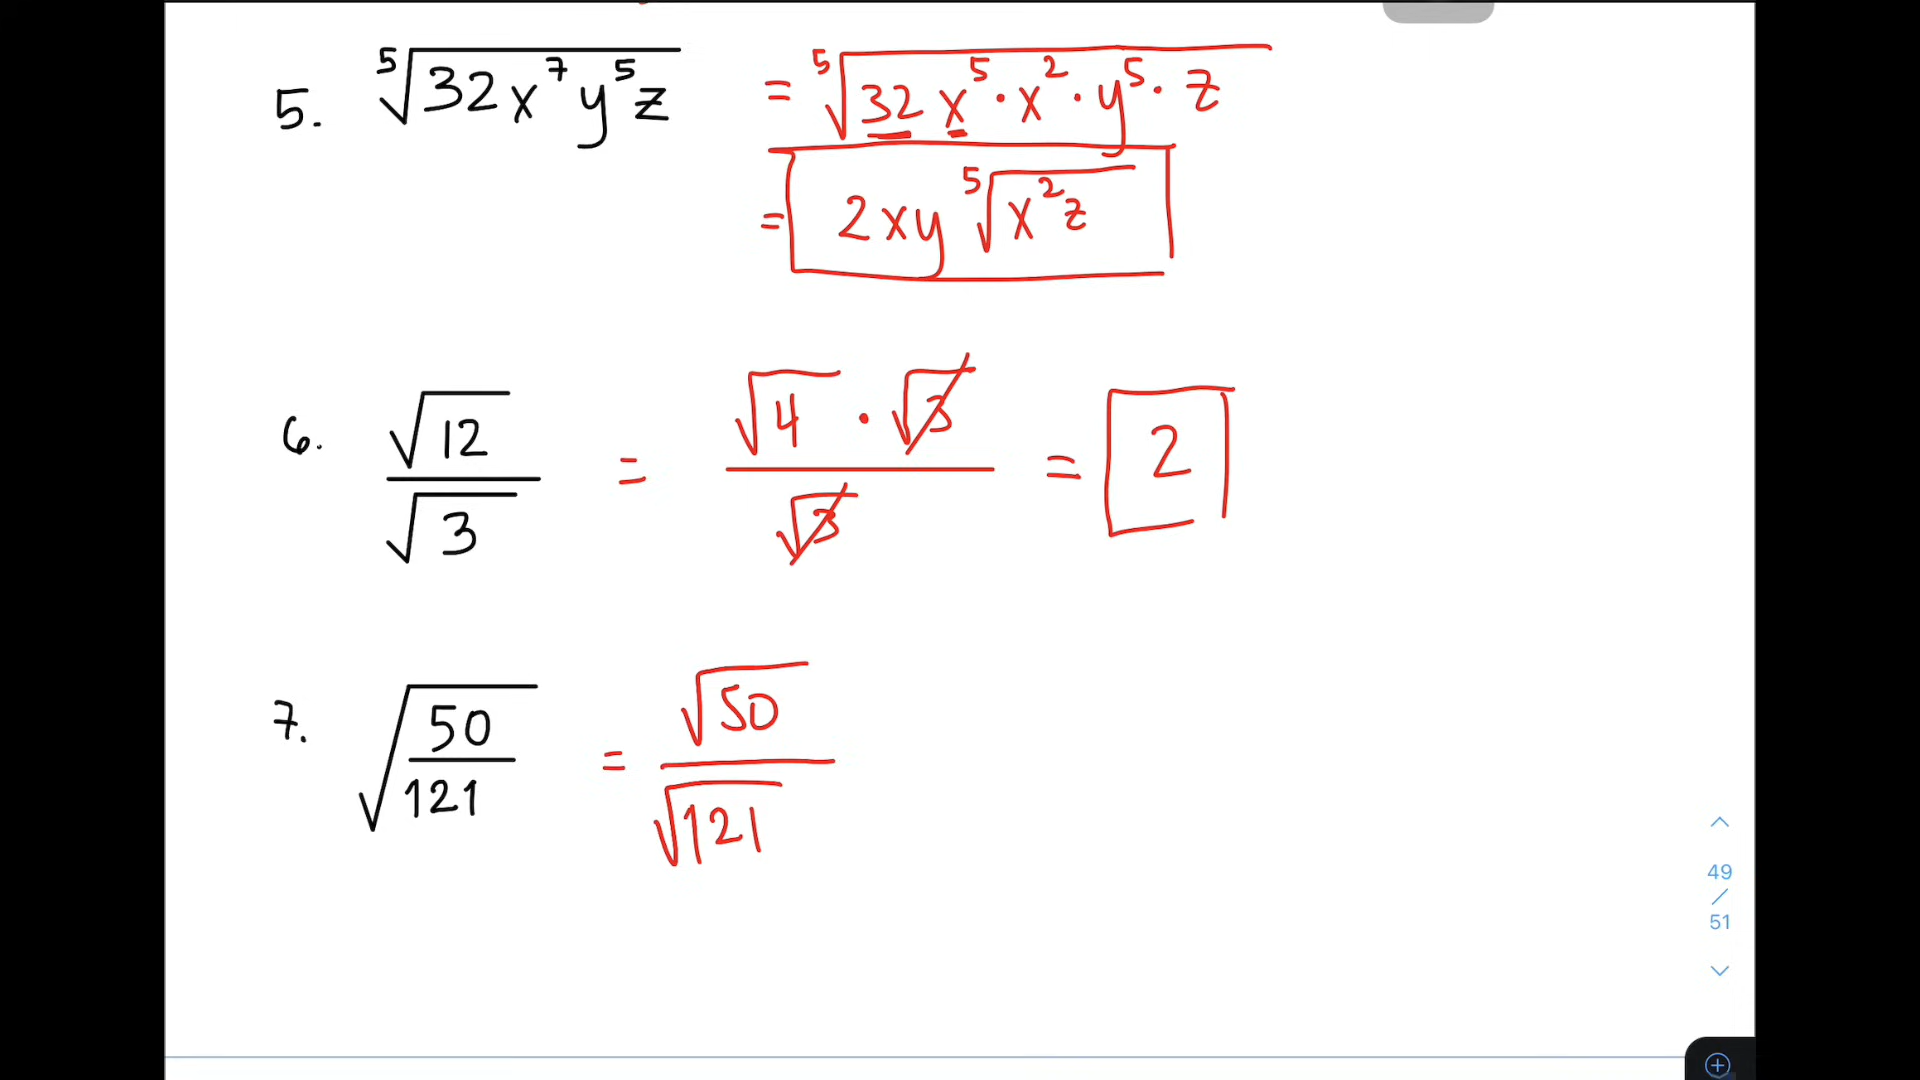 5. ⁵√(32x⁷y⁵z) = ⁵√(32x⁵·x²·y⁵·z)
= 2xy ⁵√(x²z)
6. √12/√3 = (√4 · √3)/√3 = 2
7. √(50/121) = √50/√121
49
/
51